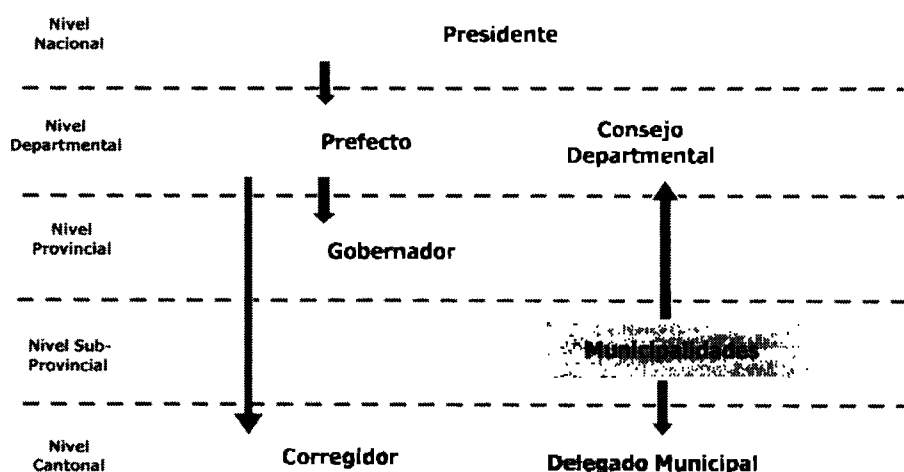 Nivel
Nacional
Presidente
Nivel
Departmental
Prefecto
Consejo
Departmental
Nivel
Provincial
Gobernador
Nivel Sub-
Provincial
Municipalidades
Nivel
Cantonal
Corregidor
Delegado Municipal